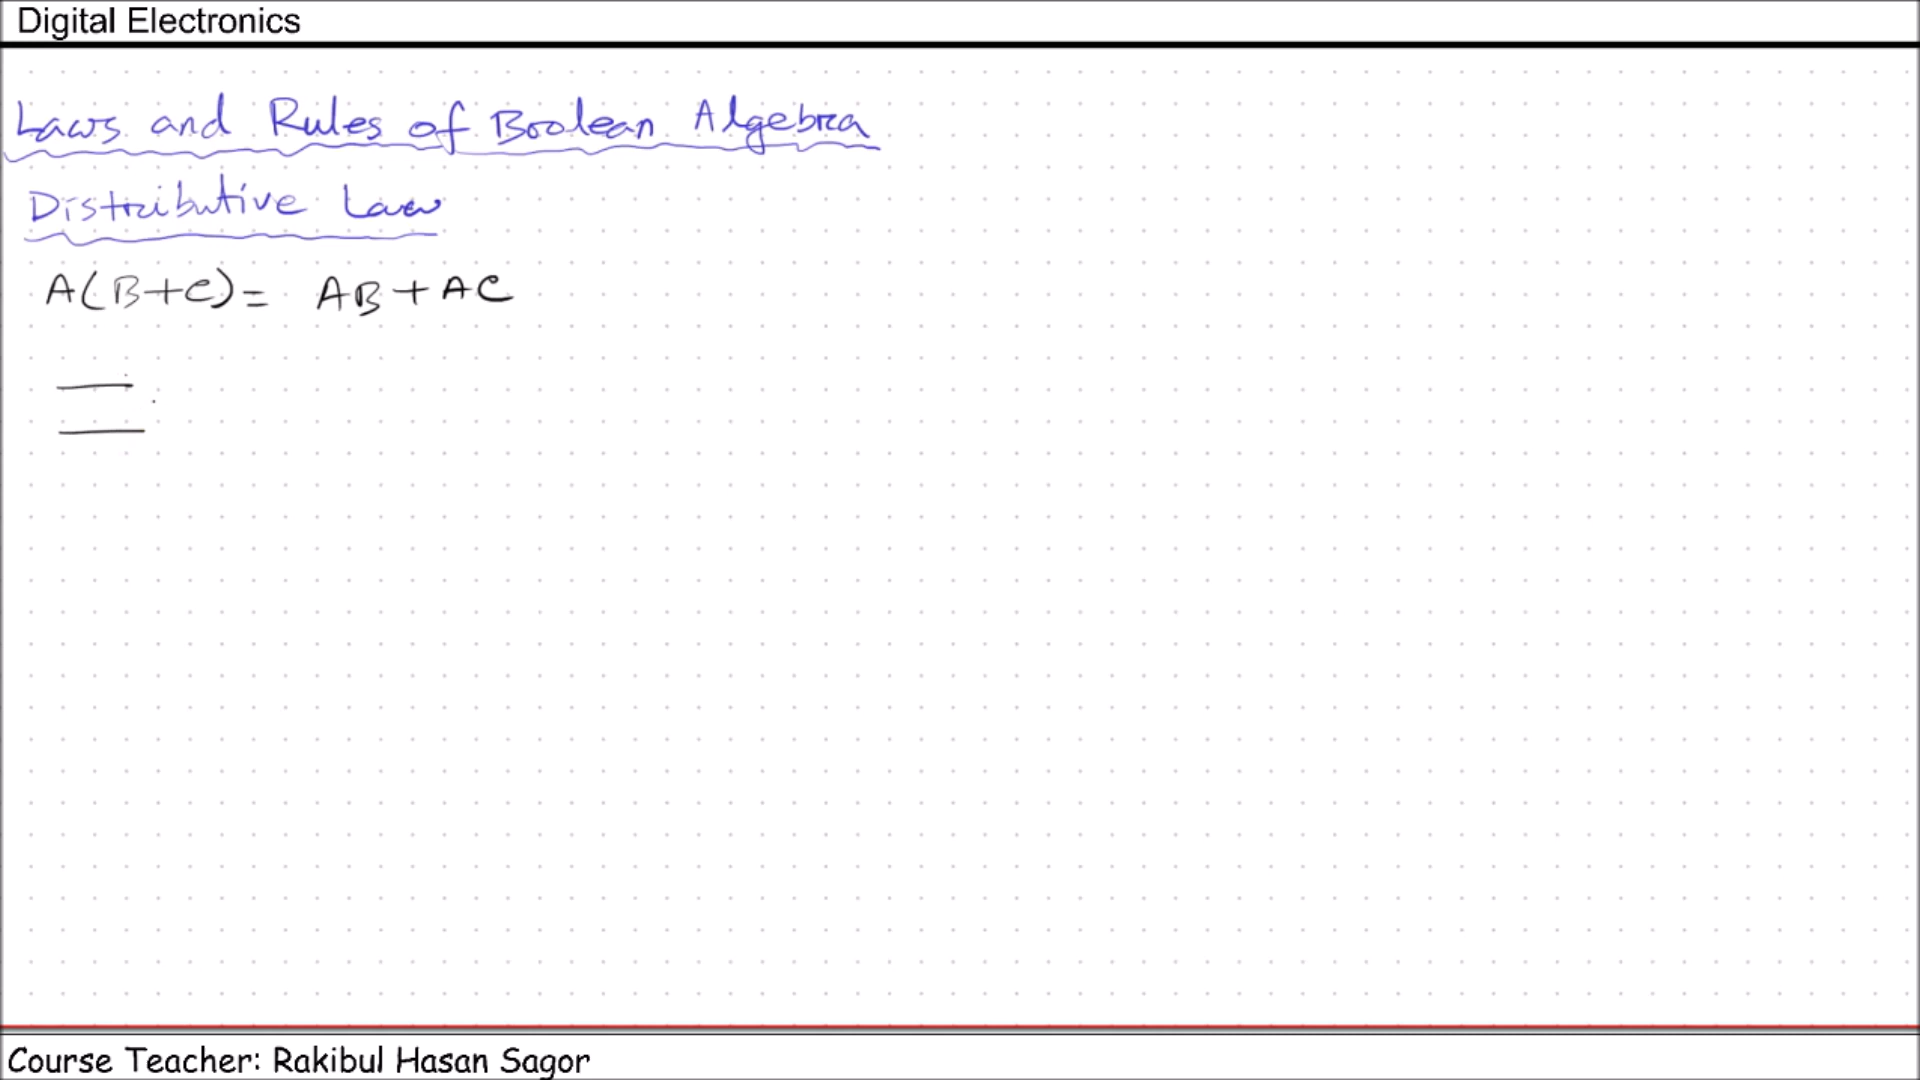 Digital Electronics
Laws and Rules of Boolean Algebra
Distributive Law
A(B+C) = AB + AC
Course Teacher: Rakibul Hasan Sagor